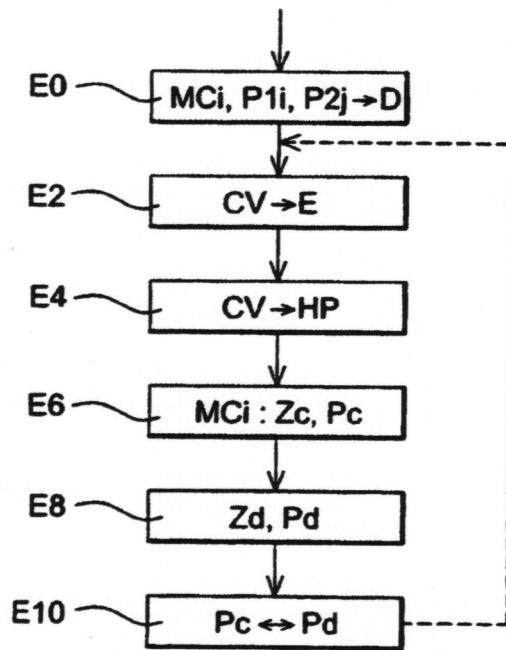 E0 MCi, P1i, P2j→D
E2 CV→E
E4 CV→HP
E6 MCi : Zc, Pc
E8 Zd, Pd
E10 Pc↔Pd